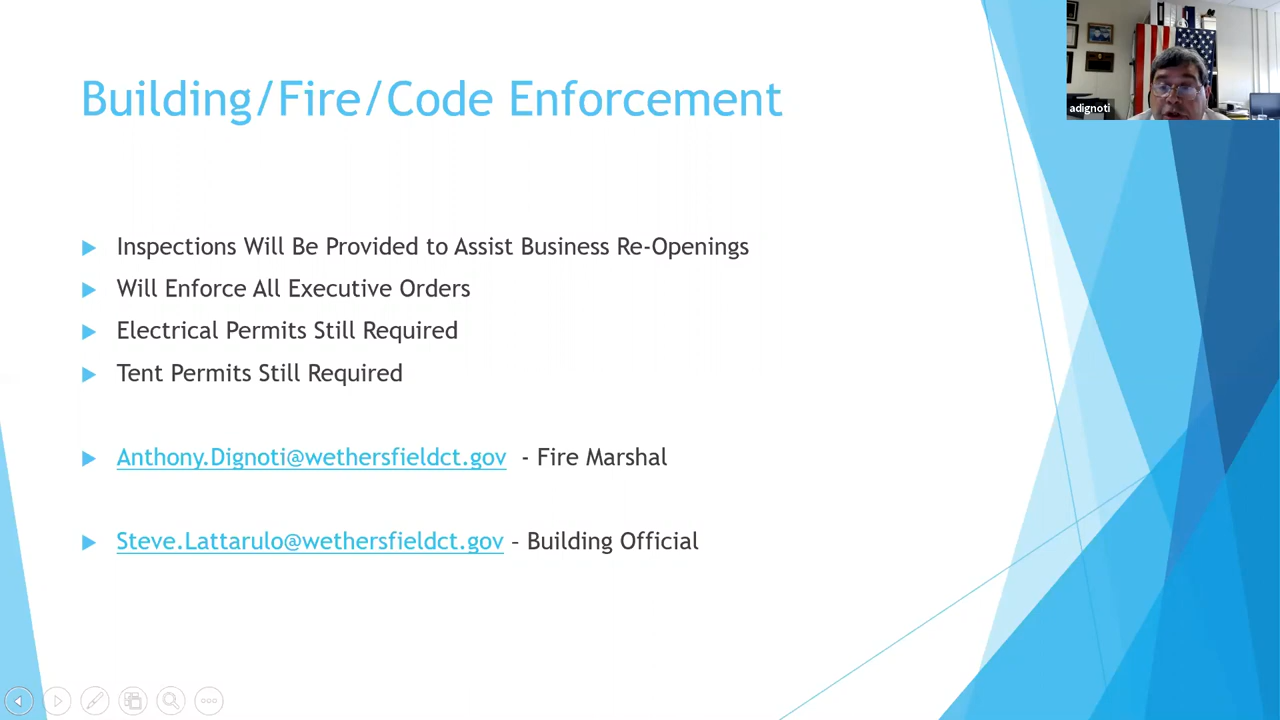 Building/Fire/Code Enforcement
adignoti
Inspections Will Be Provided to Assist Business Re-Openings
Will Enforce All Executive Orders
Electrical Permits Still Required
Tent Permits Still Required
Anthony.Dignoti@wethersfieldct.gov - Fire Marshal
Steve.Lattarulo@wethersfieldct.gov – Building Official